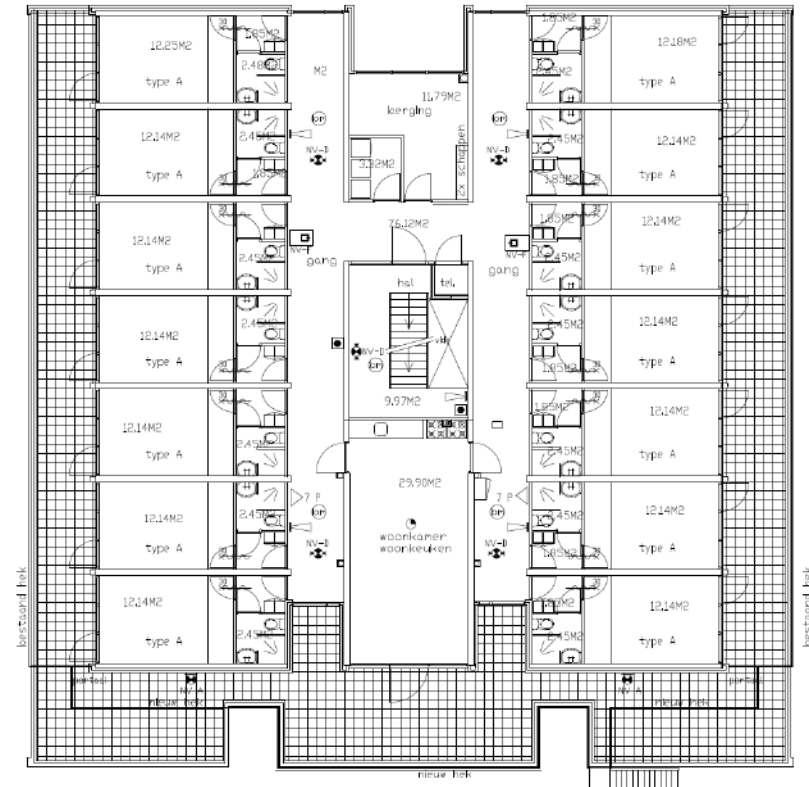 1.85M2
1.85M2
12.25M2
M2
12.18M2
2.48M2
2.45M2
type A
11.79M2
type A
berging
2x schappen
12.14M2
2.45M2
NV-D
3.32M2
NV-D
2.45M2
12.14M2
type A
1.85M2
1.85M2
type A
76.12M2
1.85M2
12.14M2
12.14M2
2.45M2
NV-F
gang
gang
NV-F
2.45M2
type A
type A
hal
tel.
12.14M2
2.45M2
2.45M2
12.14M2
NV-D
type A
1.85M2
type A
9.97M2
1.85M2
12.14M2
12.14M2
2.45M2
2.45M2
type A
type A
29.90M2
7 P
7 P
12.14M2
2.45M2
12.14M2
NV-D
woonkamer
woonkeuken
NV-D
type A
1.85M2
type A
12.14M2
12.14M2
2.45M2
2.45M2
type A
type A
bestaand hek
bestaand hek
NV-A
NV-A
nieuw hek
nieuw hek
nieuw hek